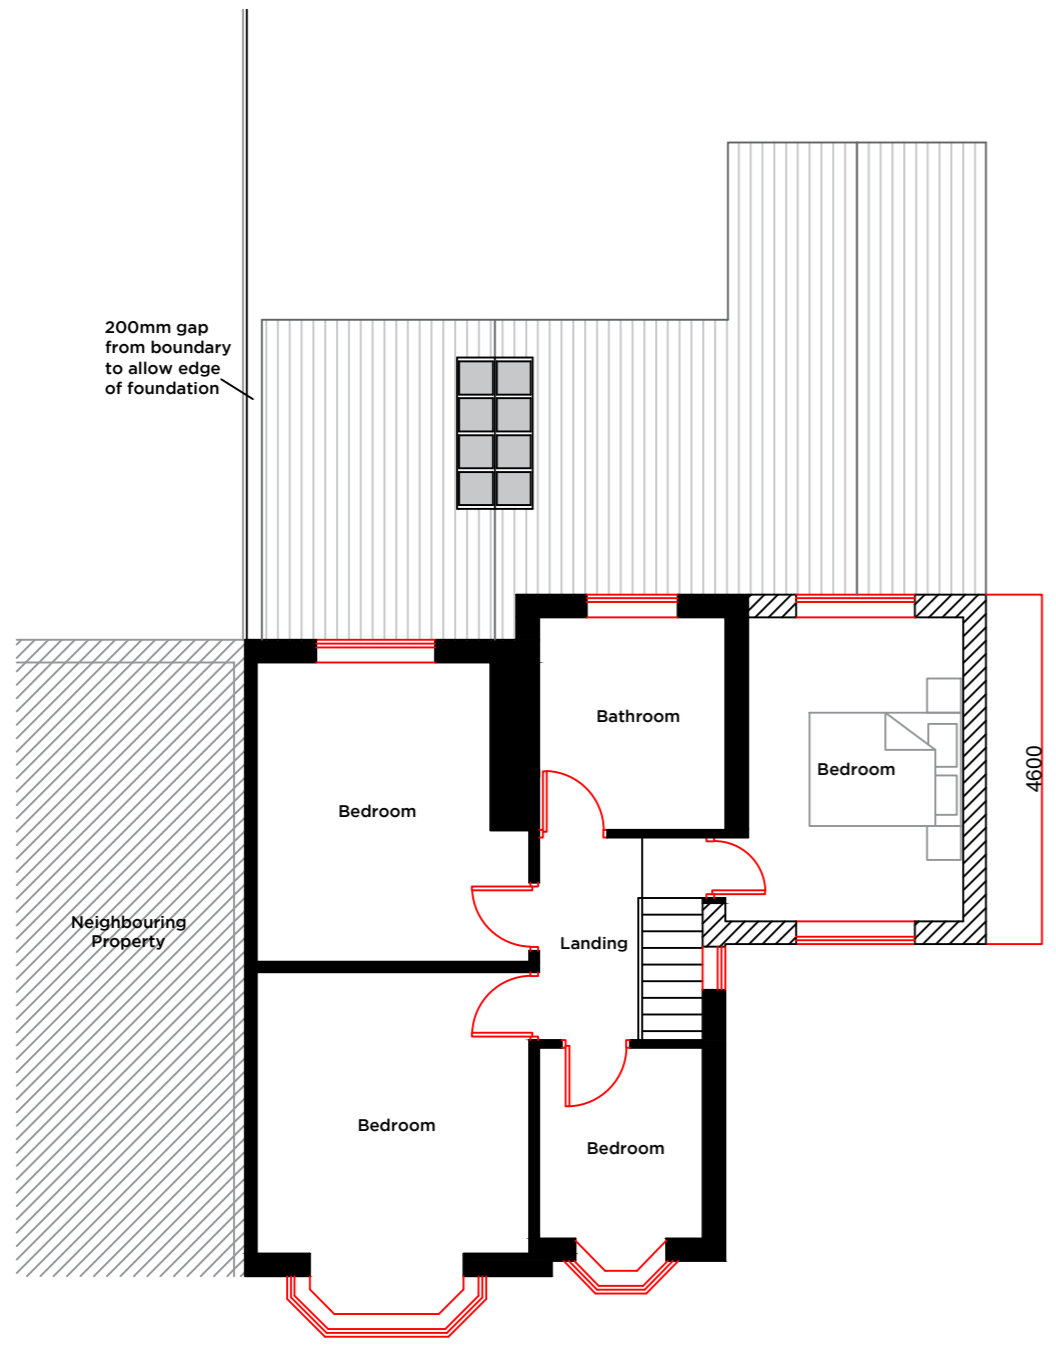 200mm gap
from boundary
to allow edge
of foundation
Bathroom
Bedroom
4600
Bedroom
Neighbouring
Property
Landing
Bedroom
Bedroom